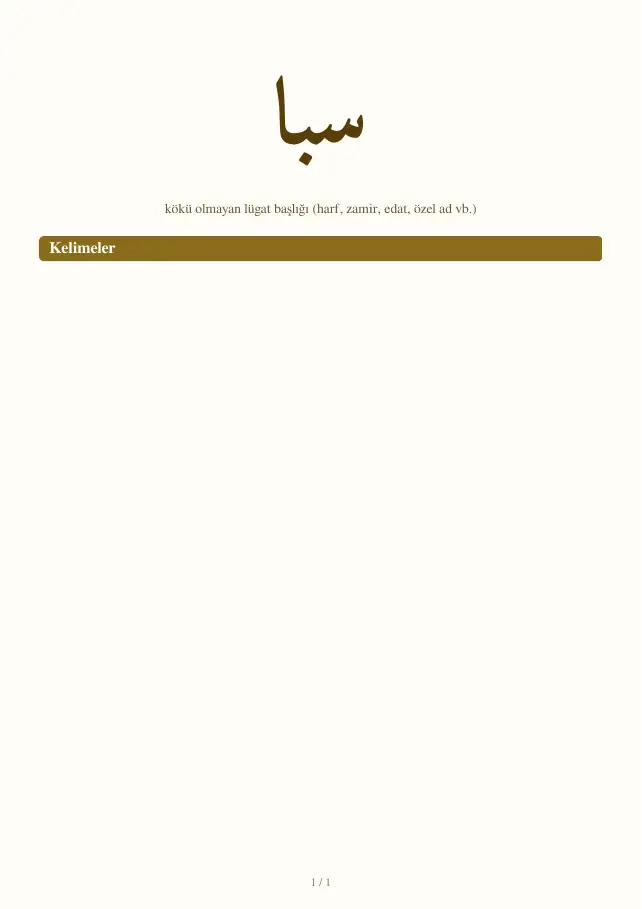 سبا
kökü olmayan lügat başlığı (harf, zamir, edat, özel ad vb.)
Kelimeler
1 / 1